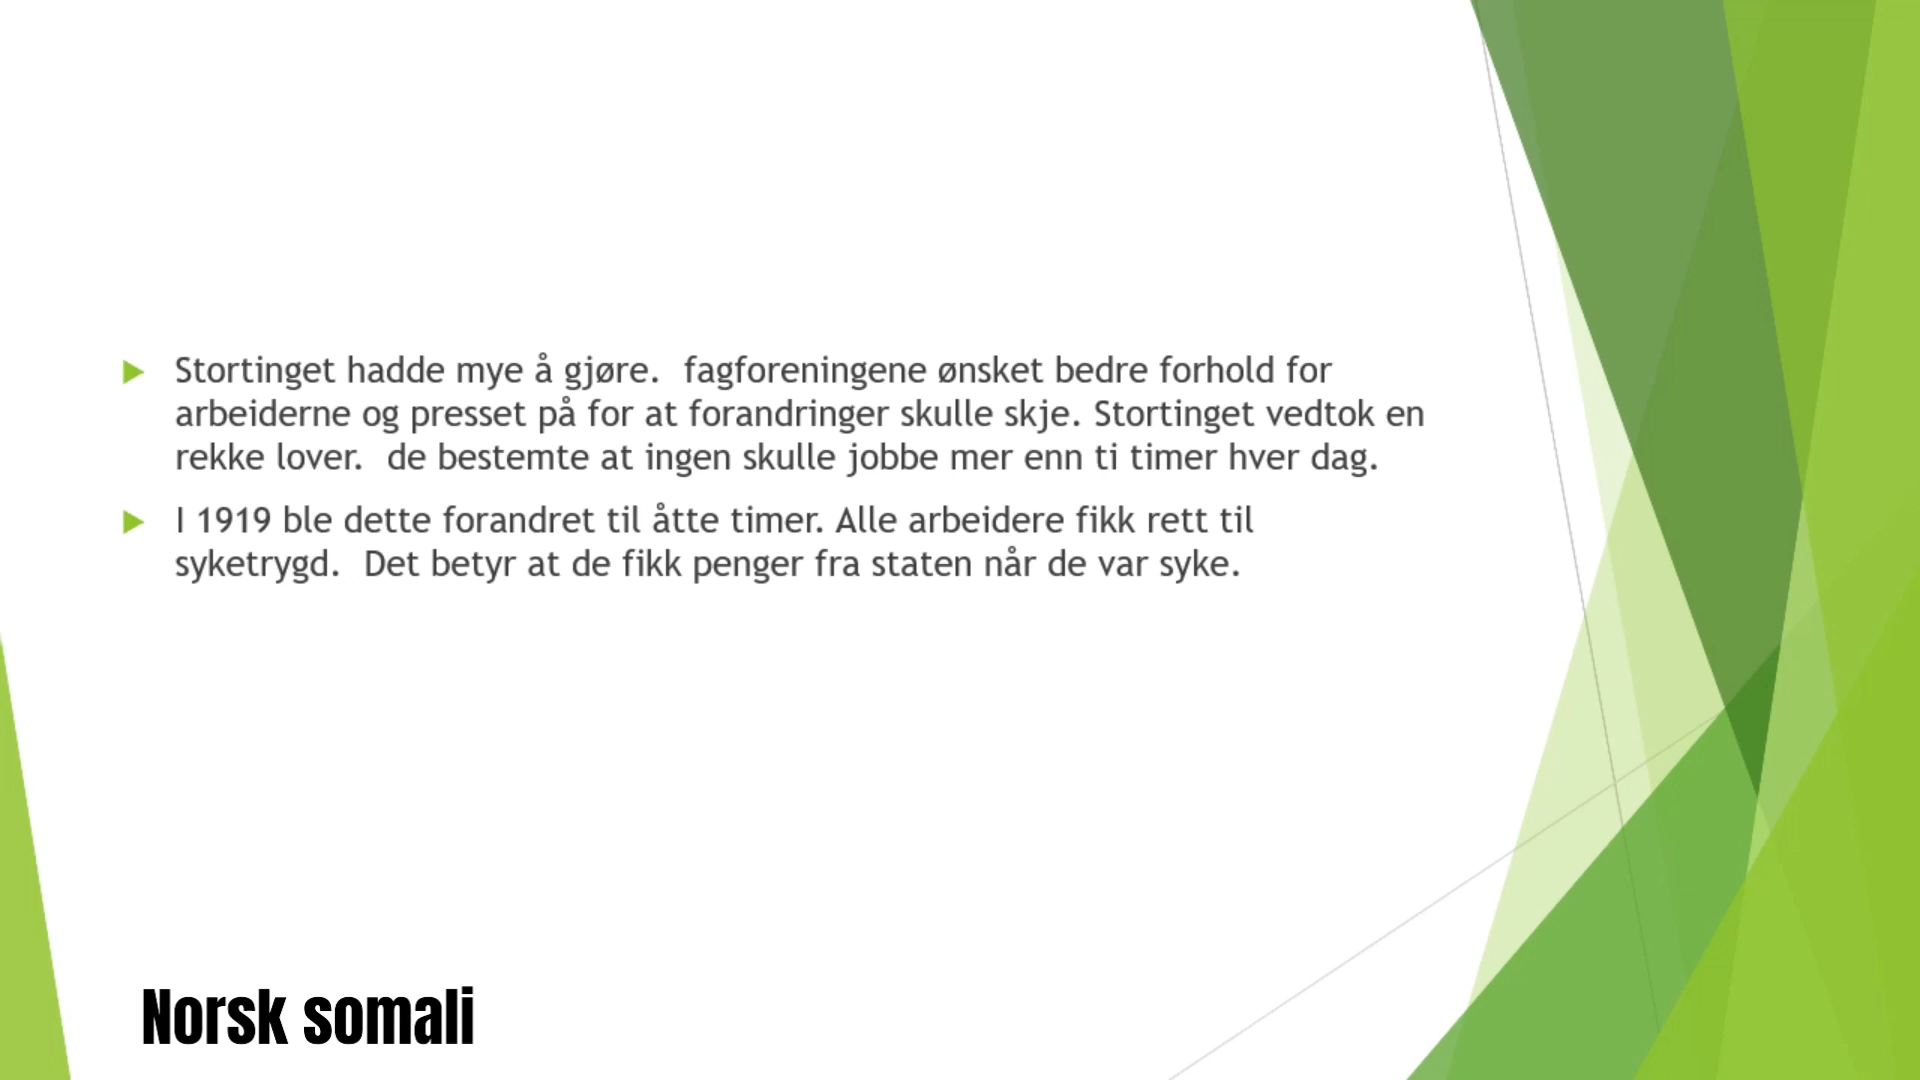 Stortinget hadde mye å gjøre.  fagforeningene ønsket bedre forhold for
arbeiderne og presset på for at forandringer skulle skje. Stortinget vedtok en
rekke lover.  de bestemte at ingen skulle jobbe mer enn ti timer hver dag.
I 1919 ble dette forandret til åtte timer. Alle arbeidere fikk rett til
syketrygd.  Det betyr at de fikk penger fra staten når de var syke.
Norsk somali